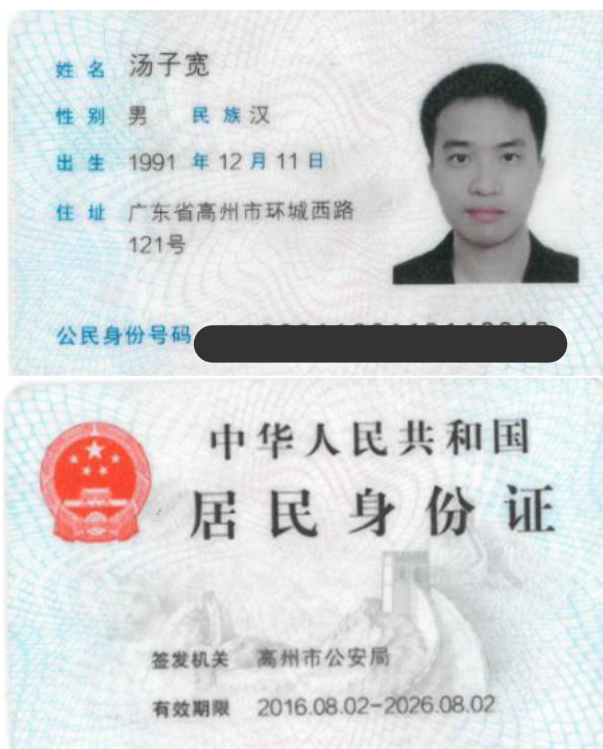 姓名 汤子宽
性别 男 民族 汉
出生 1991 年 12 月 11 日
住址 广东省高州市环城西路
121号
公民身份号码
中华人民共和国
居民身份证
签发机关 高州市公安局
有效期限 2016.08.02-2026.08.02